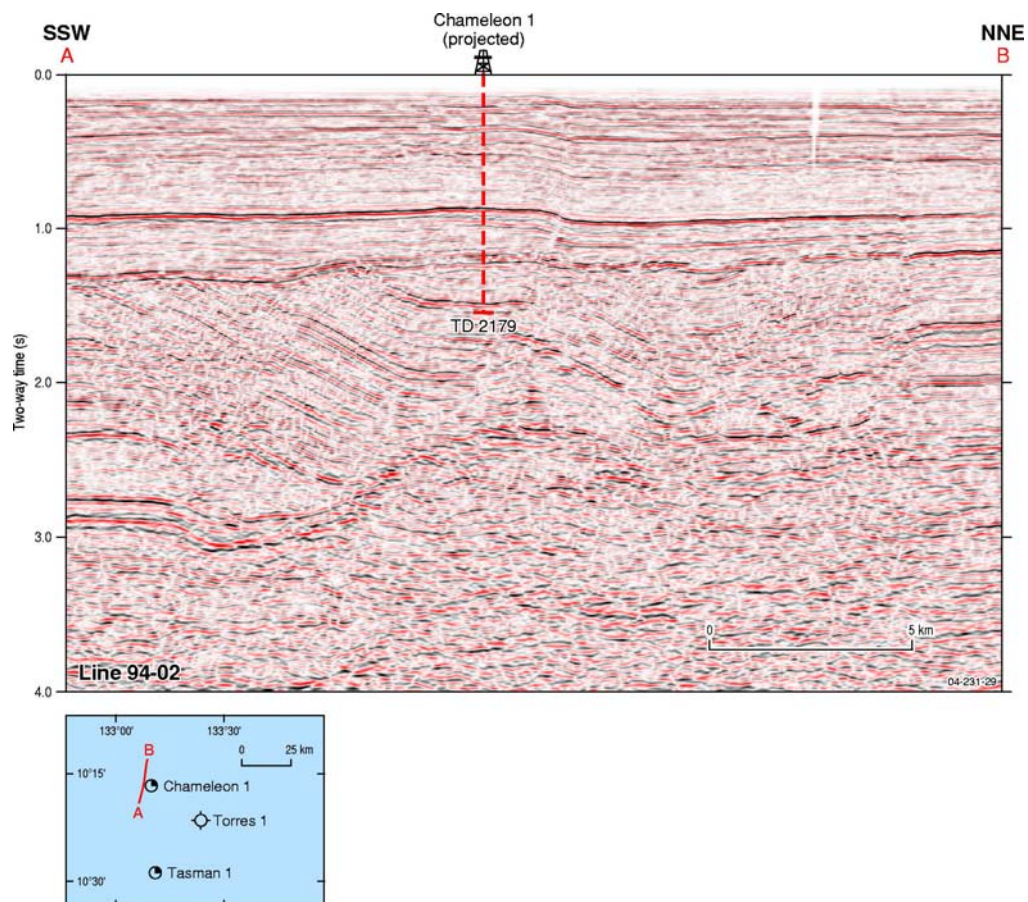 Chameleon 1
(projected)
SSW
NNE
A
B
0.0
1.0
TD 2179
Two-way time (s)
2.0
3.0
0
5 km
Line 94-02
04-231-29
4.0
133°00'
133°30'
B
0
25 km
10°15'
Chameleon 1
A
Torres 1
Tasman 1
10°30'